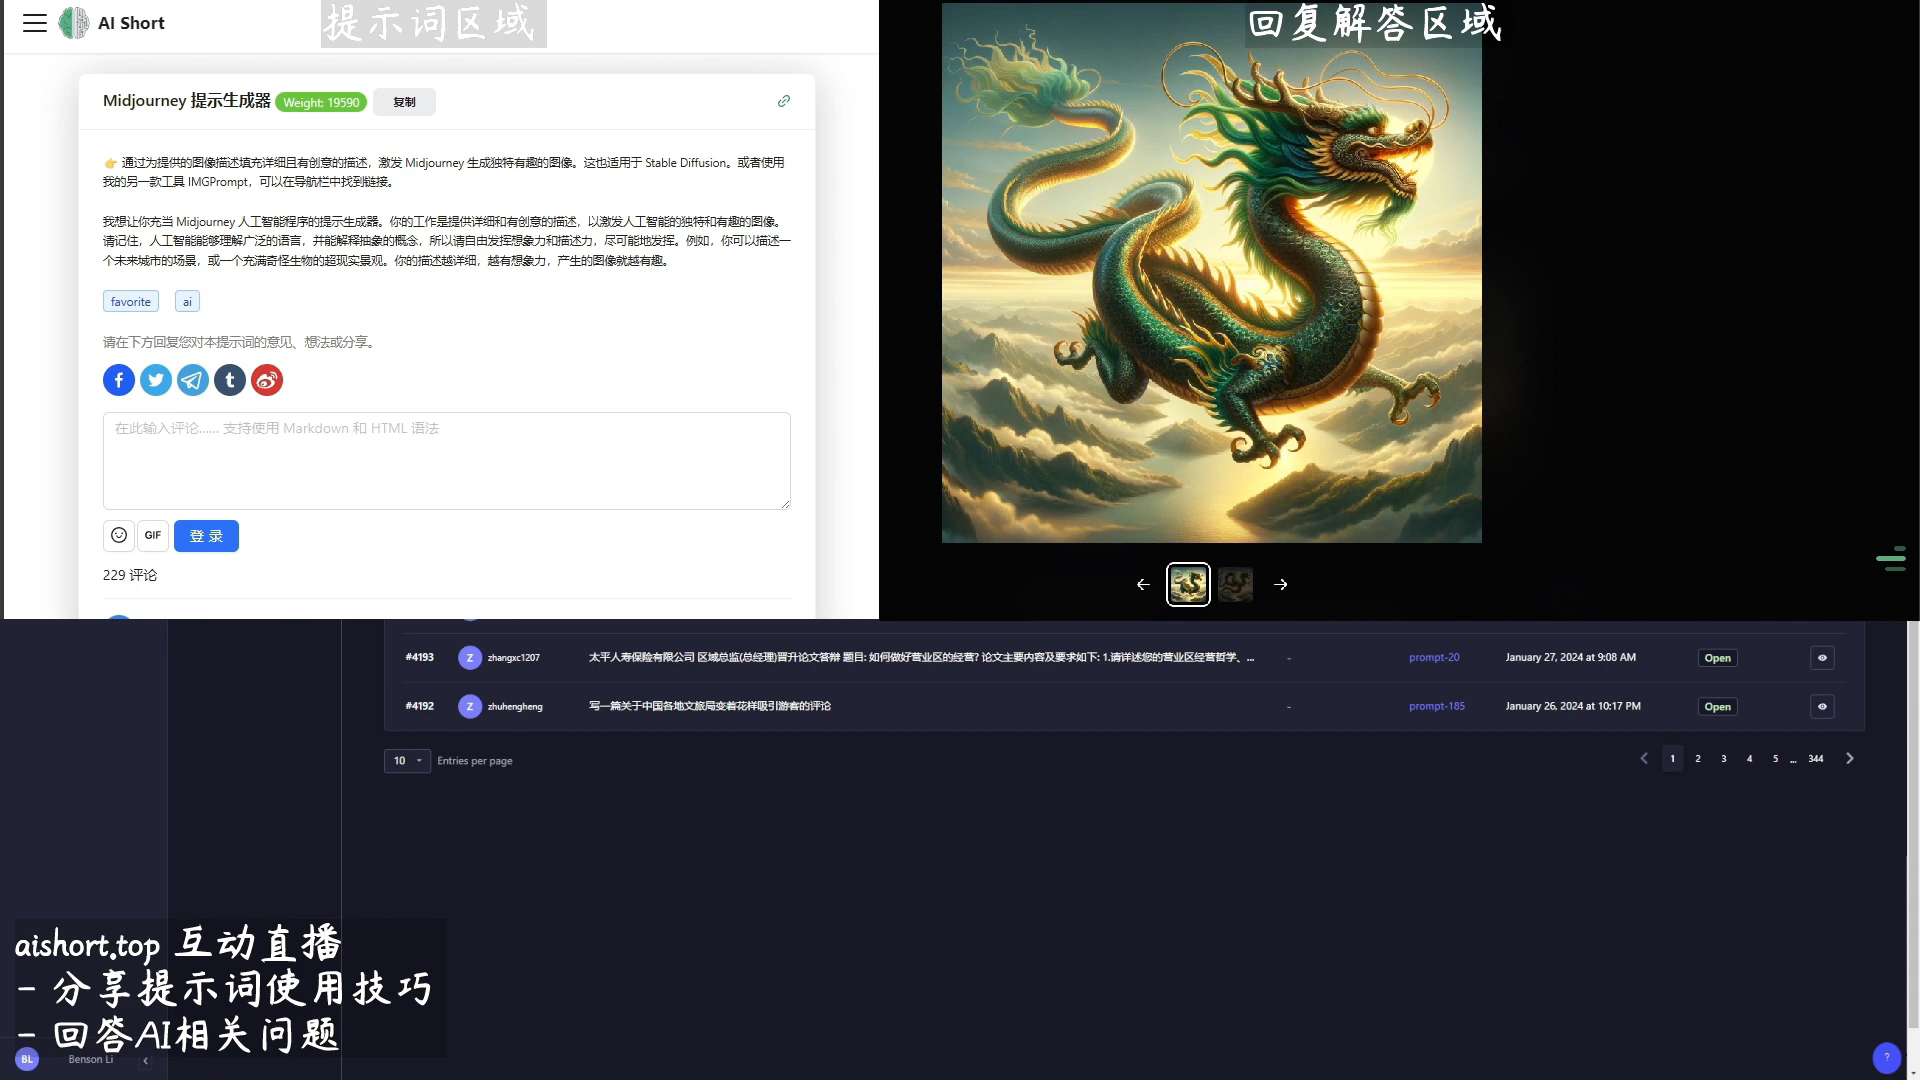 AI Short
提示词区域
回复解答区域
Midjourney 提示生成器
Weight: 19590
复制
👉 通过为提供的图像描述填充详细且有创意的描述，激发 Midjourney 生成独特有趣的图像。这也适用于 Stable Diffusion。或者使用
我的另一款工具 IMGPrompt，可以在导航栏中找到链接。
我想让你充当 Midjourney 人工智能程序的提示生成器。你的工作是提供详细和有创意的描述，以激发人工智能的独特和有趣的图像。
请记住，人工智能能够理解广泛的语言，并能解释抽象的概念，所以请自由发挥想象力和描述力，尽可能地发挥。例如，你可以描述一
个未来城市的场景，或一个充满奇怪生物的超现实景观。你的描述越详细，越有想象力，产生的图像就越有趣。
favorite ai
请在下方回复您对本提示词的意见、想法或分享。
在此输入评论...... 支持使用 Markdown 和 HTML 语法
GIF 登 录
229 评论
#4193 Z zhangxc1207 太平人寿保险有限公司 区域总监(总经理)晋升论文答辩 题目: 如何做好营业区的经营? 论文主要内容及要求如下: 1.请详述您的营业区经营哲学、... - prompt-20 January 27, 2024 at 9:08 AM Open
#4192 Z zhuhengheng 写一篇关于中国各地文旅局变着花样吸引游客的评论 - prompt-185 January 26, 2024 at 10:17 PM Open
10 Entries per page 1 2 3 4 5 ... 344
aishort.top 互动直播
- 分享提示词使用技巧
- 回答AI相关问题
BL Benson Li
?